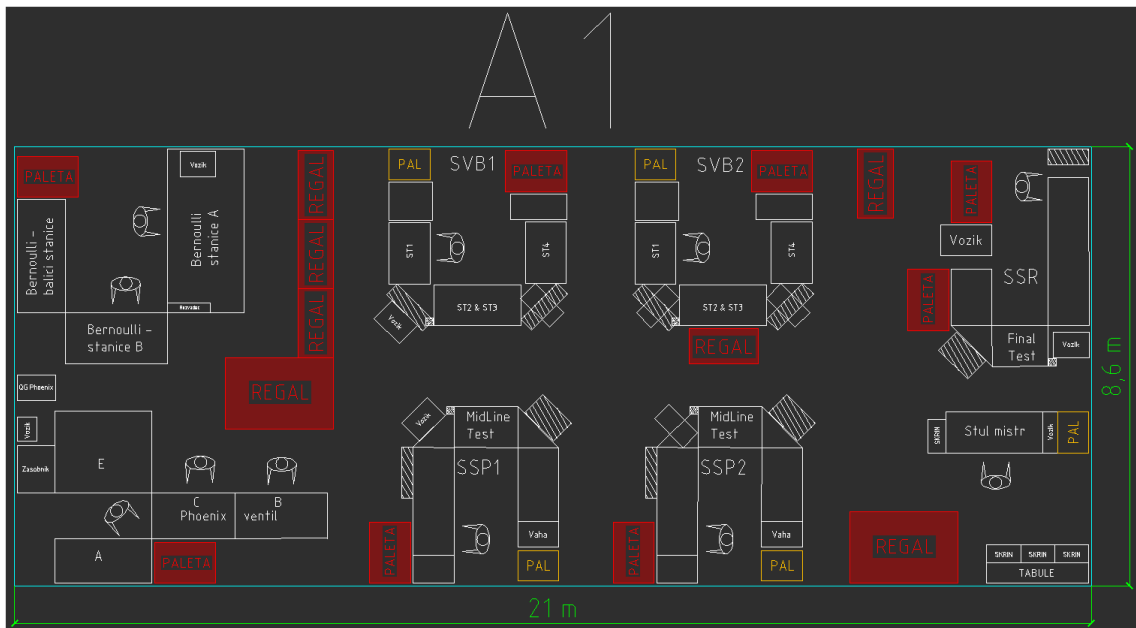 A 1
PALETA
Vozik
Bernoulli -
balici stanice
Bernoulli
stanice A
Bernoulli -
stanice B
REGAL
REGAL
REGAL
REGAL
PAL
SVB1
PALETA
ST1
ST4
ST2 & ST3
Vozik
PAL
SVB2
PALETA
ST1
ST4
ST2 & ST3
REGAL
REGAL
PALETA
Vozik
PALETA
SSR
Final
Test
Vozik
QG Phoenix
Vozik
Zasobnik
E
C
Phoenix
B
ventil
A
PALETA
Vozik
MidLine
Test
SSP1
PALETA
Vaha
PAL
MidLine
Test
SSP2
PALETA
Vaha
PAL
SKRIN
Stul mistr
Vozik
PAL
REGAL
SKRIN
SKRIN
SKRIN
TABULE
8,6 m
21 m